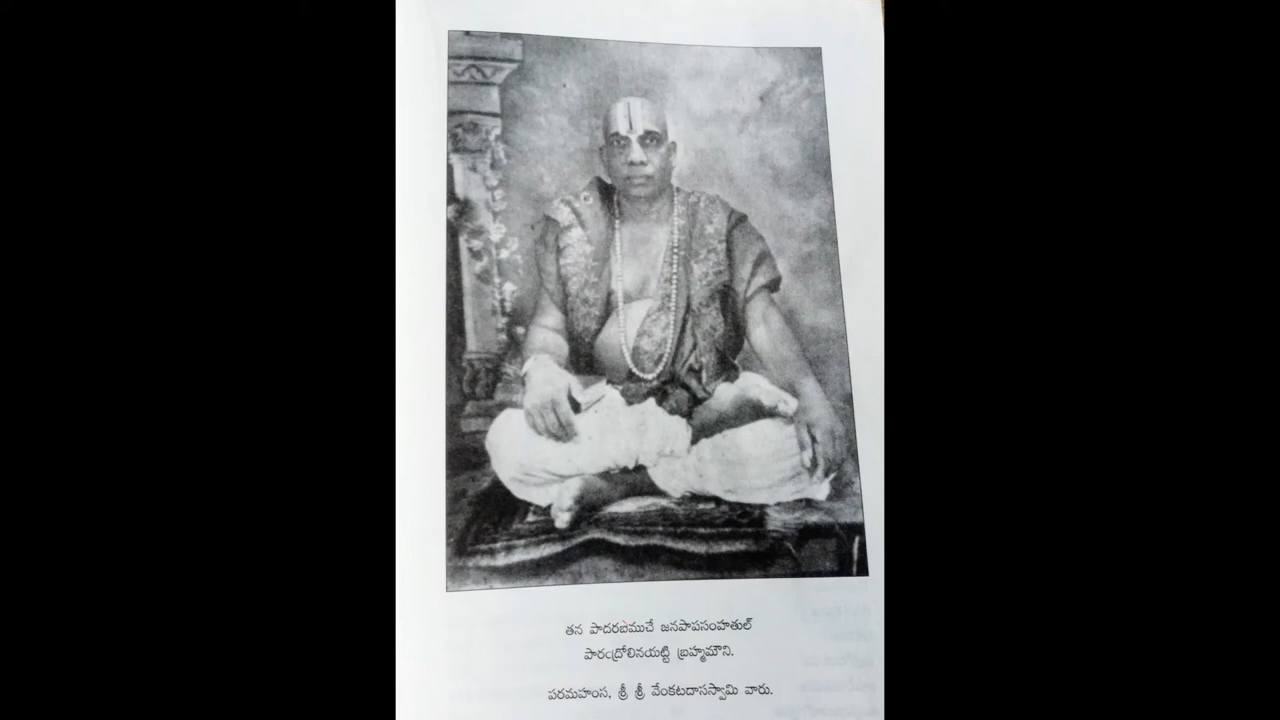 తన పాదరజముచే జనపాపసంహతుల్
పారంద్రోలినయట్టి బ్రహ్మమౌని.
పరమహంస, శ్రీ శ్రీ వేంకటదాసస్వామి వారు.